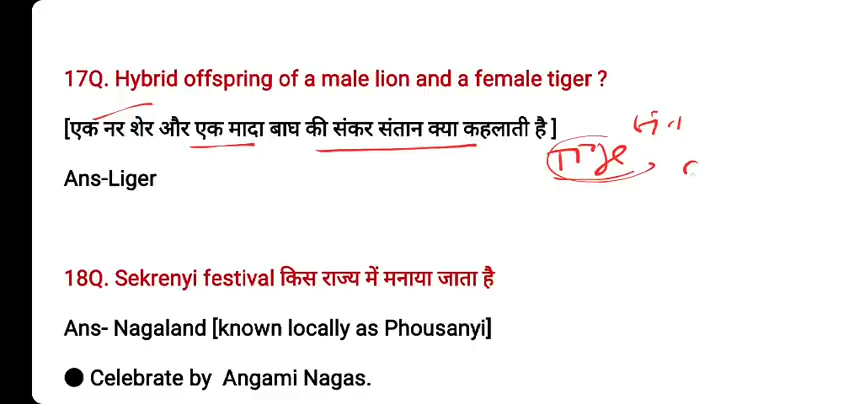 17Q. Hybrid offspring of a male lion and a female tiger ?
[एक नर शेर और एक मादा बाघ की संकर संतान क्या कहलाती है ]
Ans-Liger
18Q. Sekrenyi festival किस राज्य में मनाया जाता है
Ans- Nagaland [known locally as Phousanyi]
● Celebrate by Angami Nagas.